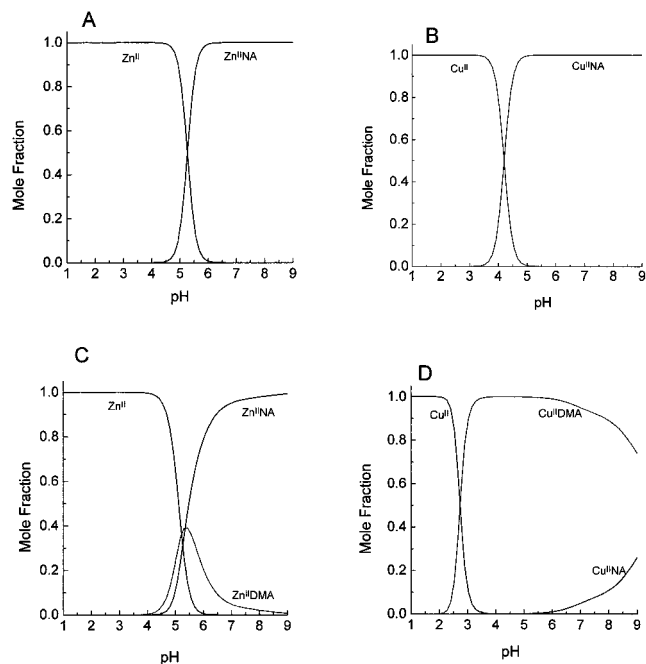 A
Zn^II
Zn^IINA
1.0
0.8
0.6
0.4
0.2
0.0
Mole Fraction
1 2 3 4 5 6 7 8 9
pH
B
Cu^II
Cu^IINA
1.0
0.8
0.6
0.4
0.2
0.0
Mole Fraction
1 2 3 4 5 6 7 8 9
pH
C
Zn^II
Zn^IINA
Zn^IIDMA
1.0
0.8
0.6
0.4
0.2
0.0
Mole Fraction
1 2 3 4 5 6 7 8 9
pH
D
Cu^II
Cu^IIDMA
Cu^IINA
1.0
0.8
0.6
0.4
0.2
0.0
Mole Fraction
1 2 3 4 5 6 7 8 9
pH